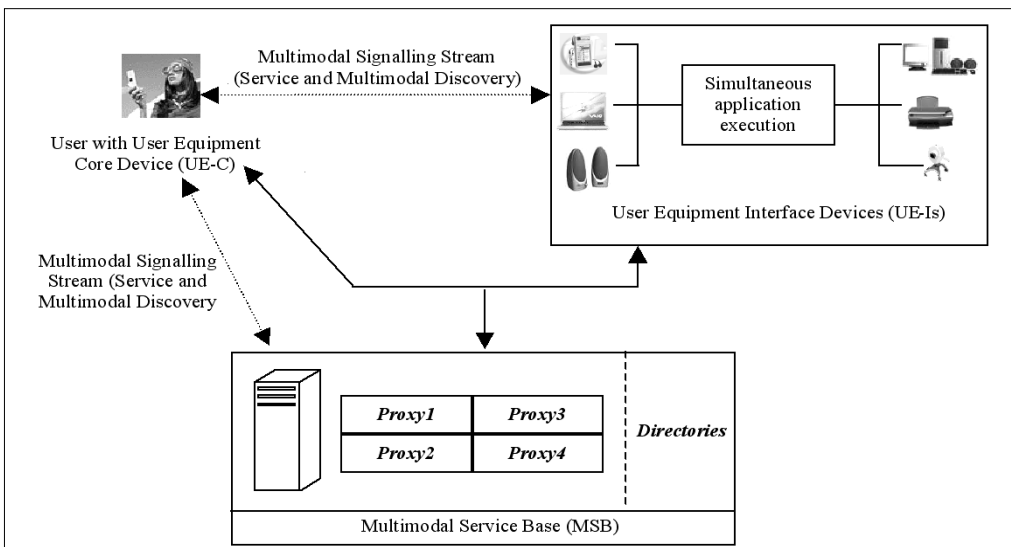 Multimodal Signalling Stream
(Service and Multimodal Discovery)
User with User Equipment
Core Device (UE-C)
Simultaneous
application
execution
User Equipment Interface Devices (UE-Is)
Multimodal Signalling
Stream (Service and
Multimodal Discovery
Proxy1
Proxy3
Proxy2
Proxy4
Directories
Multimodal Service Base (MSB)